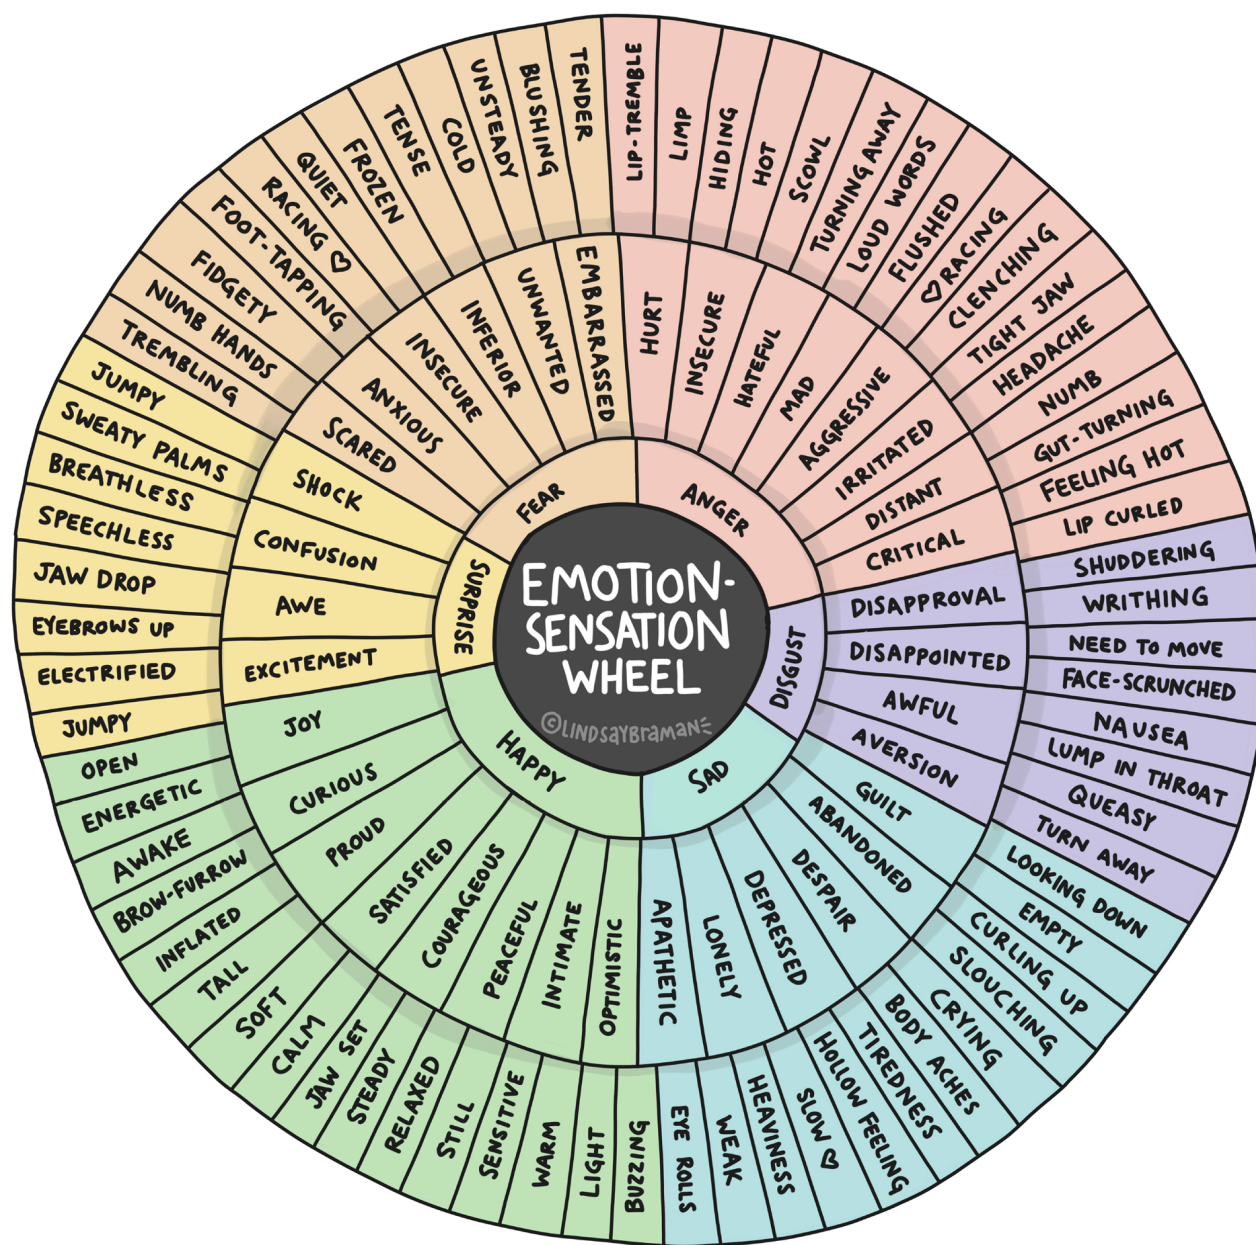 EMOTION-
SENSATION
WHEEL
©LINDSAYBRAMAN
ANGER
DISGUST
SAD
HAPPY
SURPRISE
FEAR
HURT
INSECURE
HATEFUL
MAD
AGGRESSIVE
IRRITATED
DISTANT
CRITICAL
DISAPPROVAL
DISAPPOINTED
AWFUL
AVERSION
GUILT
ABANDONED
DESPAIR
DEPRESSED
LONELY
APATHETIC
OPTIMISTIC
INTIMATE
PEACEFUL
COURAGEOUS
SATISFIED
PROUD
CURIOUS
JOY
EXCITEMENT
AWE
CONFUSION
SHOCK
SCARED
ANXIOUS
INSECURE
INFERIOR
UNWANTED
EMBARRASSED
LIP-TREMBLE
LIMP
HIDING
HOT
SCOWL
TURNING AWAY
LOUD WORDS
FLUSHED
♡ RACING
CLENCHING
TIGHT JAW
HEADACHE
NUMB
GUT-TURNING
FEELING HOT
LIP CURLED
SHUDDERING
WRITHING
NEED TO MOVE
FACE-SCRUNCHED
NAUSEA
LUMP IN THROAT
QUEASY
TURN AWAY
LOOKING DOWN
EMPTY
CURLING UP
SLOUCHING
CRYING
BODY ACHES
TIREDNESS
HOLLOW FEELING
SLOW ♡
HEAVINESS
WEAK
EYE ROLLS
BUZZING
LIGHT
WARM
SENSITIVE
STILL
RELAXED
STEADY
JAW SET
CALM
SOFT
TALL
INFLATED
BROW-FURROW
AWAKE
ENERGETIC
OPEN
JUMPY
ELECTRIFIED
EYEBROWS UP
JAW DROP
SPEECHLESS
BREATHLESS
SWEATY PALMS
JUMPY
TREMBLING
NUMB HANDS
FIDGETY
FOOT-TAPPING
RACING ♡
QUIET
FROZEN
TENSE
COLD
UNSTEADY
BLUSHING
TENDER